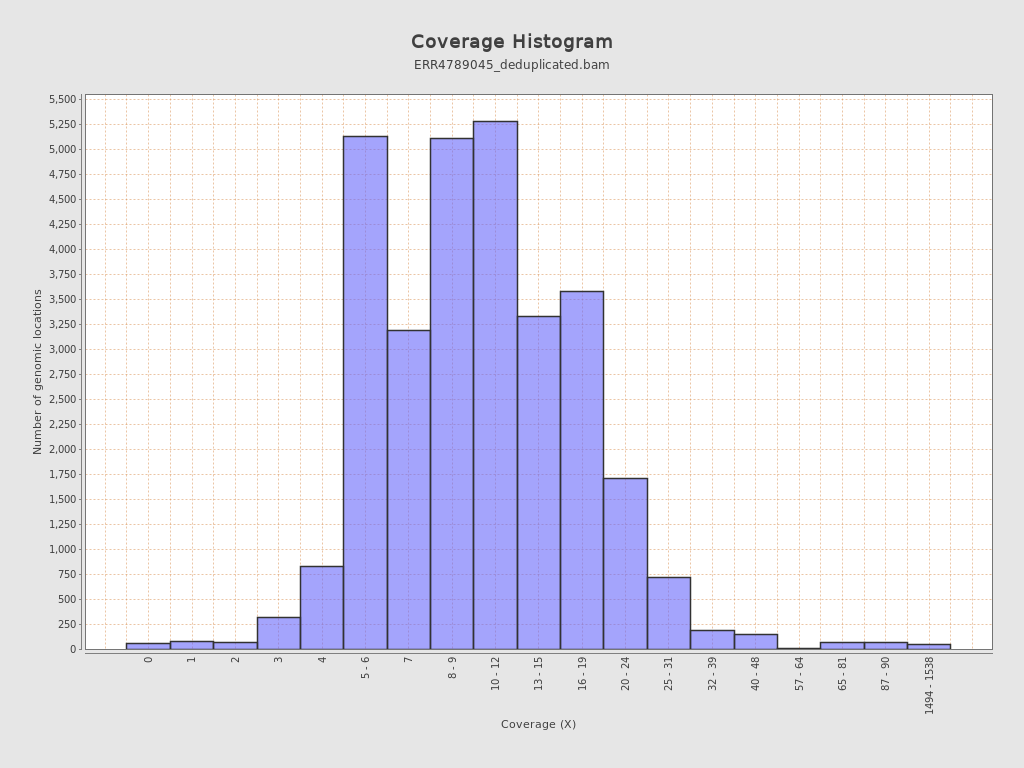 Coverage Histogram
ERR4789045_deduplicated.bam
Number of genomic locations
5,500
5,250
5,000
4,750
4,500
4,250
4,000
3,750
3,500
3,250
3,000
2,750
2,500
2,250
2,000
1,750
1,500
1,250
1,000
750
500
250
0
0
1
2
3
4
5 - 6
7
8 - 9
10 - 12
13 - 15
16 - 19
20 - 24
25 - 31
32 - 39
40 - 48
57 - 64
65 - 81
87 - 90
1494 - 1538
Coverage (X)